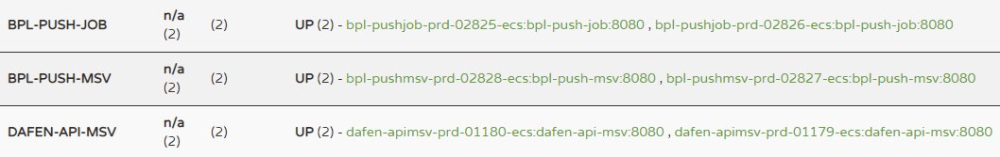 BPL-PUSH-JOB n/a (2) (2) UP (2) - bpl-pushjob-prd-02825-ecs:bpl-push-job:8080 , bpl-pushjob-prd-02826-ecs:bpl-push-job:8080
BPL-PUSH-MSV n/a (2) (2) UP (2) - bpl-pushmsv-prd-02828-ecs:bpl-push-msv:8080 , bpl-pushmsv-prd-02827-ecs:bpl-push-msv:8080
DAFEN-API-MSV n/a (2) (2) UP (2) - dafen-apimsv-prd-01180-ecs:dafen-api-msv:8080 , dafen-apimsv-prd-01179-ecs:dafen-api-msv:8080